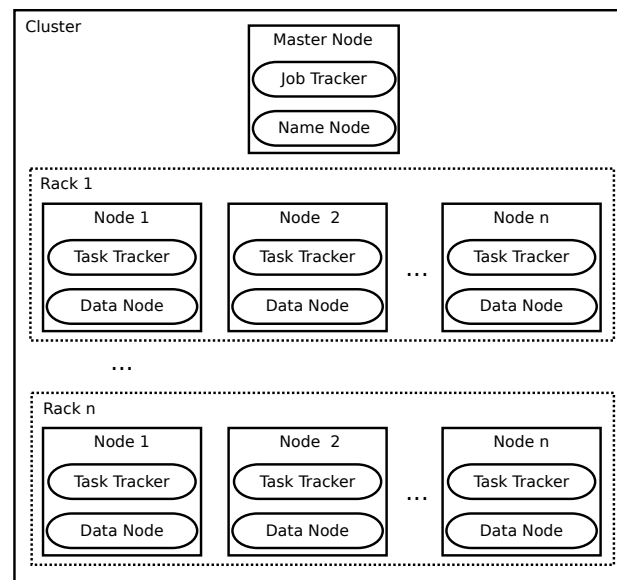 Cluster
Master Node
Job Tracker
Name Node
Rack 1
Node 1 Node 2 Node n
Task Tracker Task Tracker ... Task Tracker
Data Node Data Node Data Node
...
Rack n
Node 1 Node 2 Node n
Task Tracker Task Tracker ... Task Tracker
Data Node Data Node Data Node